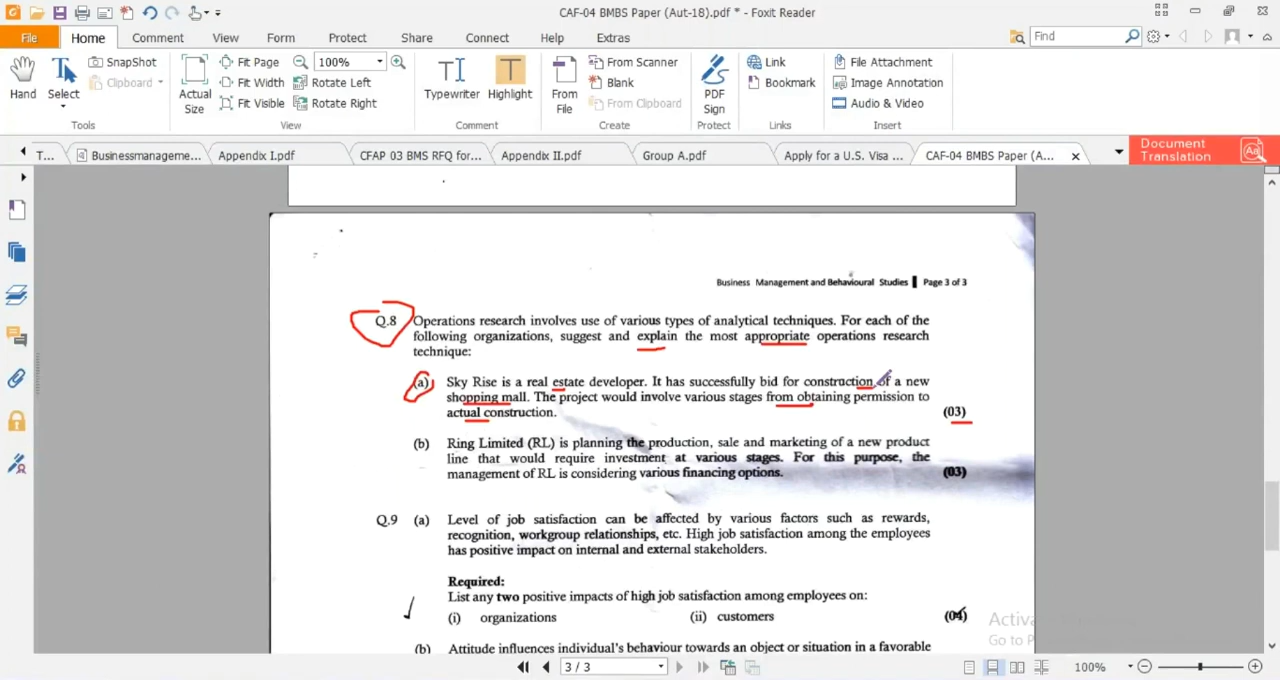 CAF-04 BMBS Paper (Aut-18).pdf * - Foxit Reader
File Home Comment View Form Protect Share Connect Help Extras Find
Hand
Select
SnapShot
Clipboard
Actual Size
Fit Page
Fit Width
Fit Visible
100%
Rotate Left
Rotate Right
Typewriter
Highlight
From File
From Scanner
Blank
From Clipboard
PDF Sign
Link
Bookmark
File Attachment
Image Annotation
Audio & Video
Tools View Comment Create Protect Links Insert
T... Businessmanageme... Appendix I.pdf CFAP 03 BMS RFQ for... Appendix II.pdf Group A.pdf Apply for a U.S. Visa ... CAF-04 BMBS Paper (A...
Document Translation
Business Management and Behavioural Studies | Page 3 of 3
Q.8 Operations research involves use of various types of analytical techniques. For each of the
following organizations, suggest and explain the most appropriate operations research
technique:
(a) Sky Rise is a real estate developer. It has successfully bid for construction of a new
shopping mall. The project would involve various stages from obtaining permission to
actual construction. (03)
(b) Ring Limited (RL) is planning the production, sale and marketing of a new product
line that would require investment at various stages. For this purpose, the
management of RL is considering various financing options. (03)
Q.9 (a) Level of job satisfaction can be affected by various factors such as rewards,
recognition, workgroup relationships, etc. High job satisfaction among the employees
has positive impact on internal and external stakeholders.
Required:
List any two positive impacts of high job satisfaction among employees on:
(i) organizations (ii) customers (04)
(b) Attitude influences individual's behaviour towards an object or situation in a favorable
Activa
Go to P
3 / 3
100%